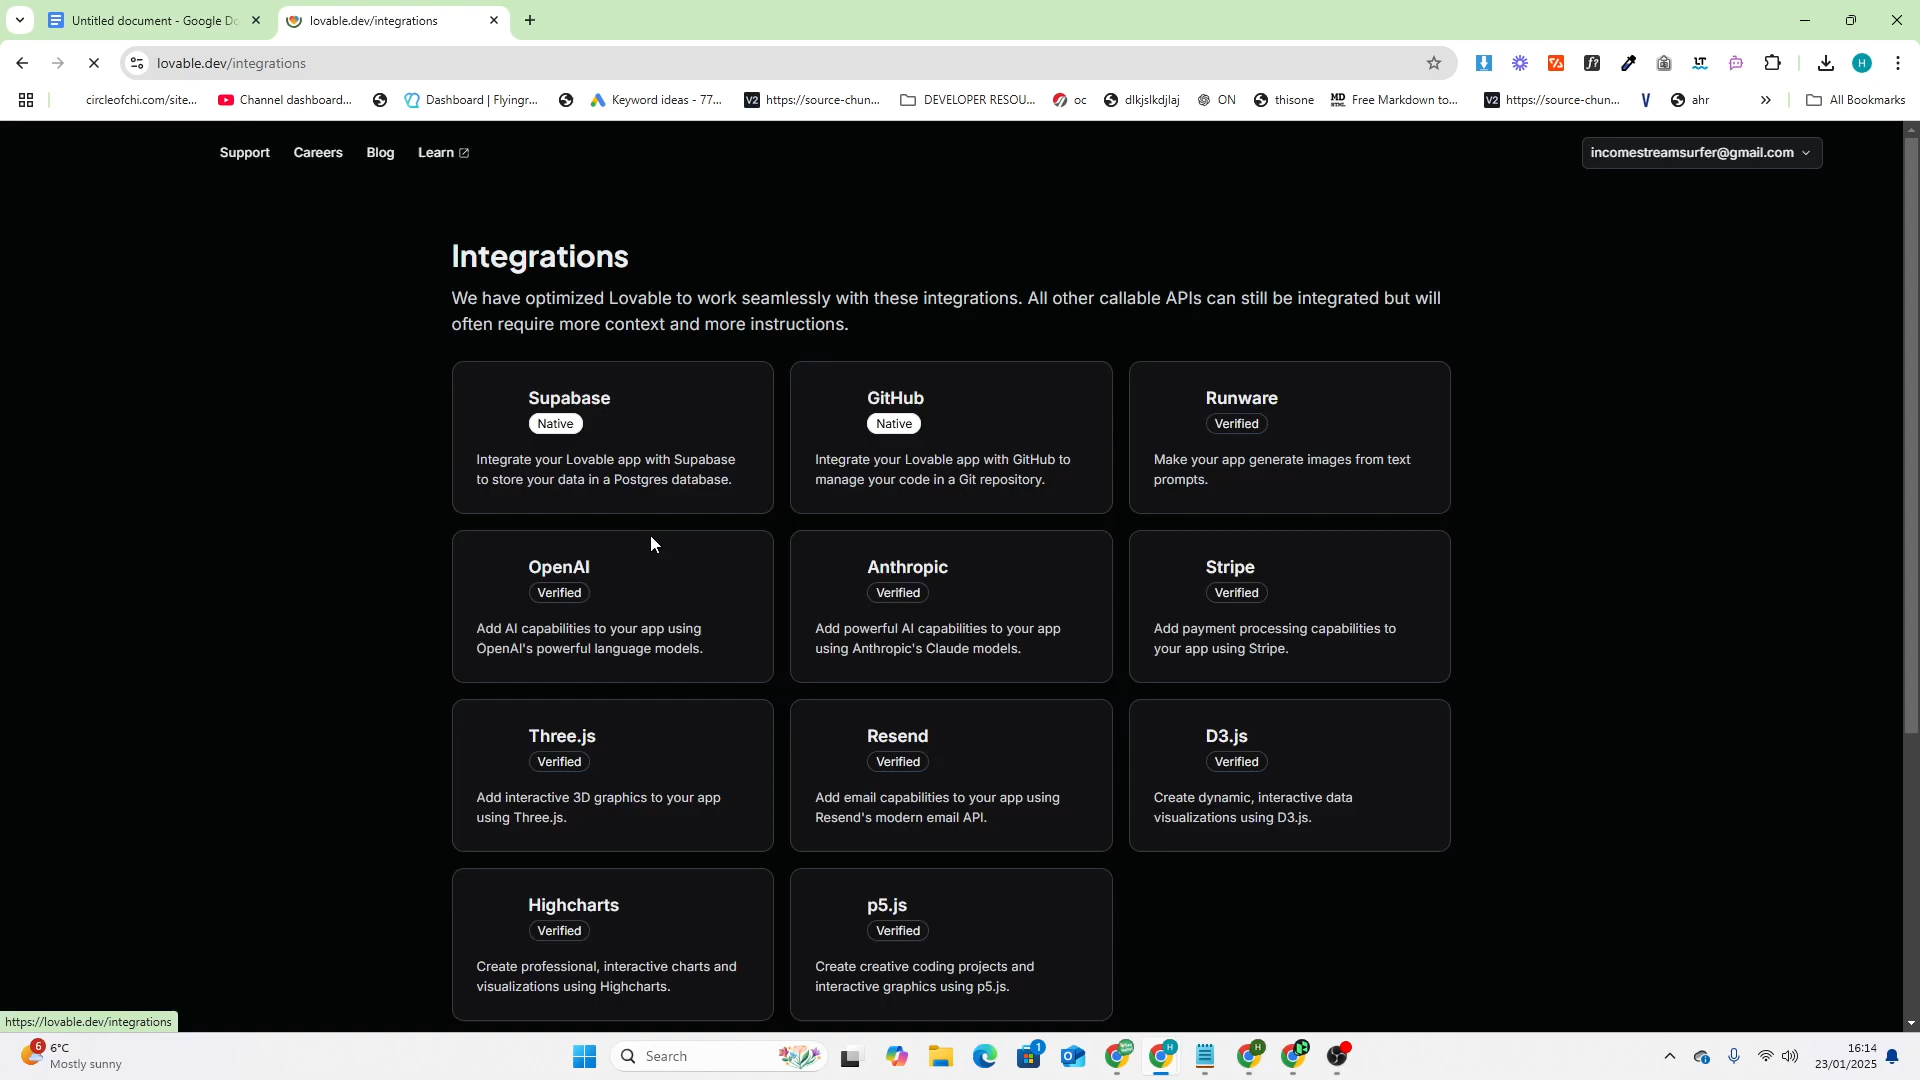 Untitled document - Google Do
lovable.dev/integrations
lovable.dev/integrations
circleofchi.com/site...
Channel dashboard...
Dashboard | Flyingr...
Keyword ideas - 77...
https://source-chun...
DEVELOPER RESOU...
oc
dlkjslkdjlaj
ON
thisone
Free Markdown to...
https://source-chun...
ahr
All Bookmarks
Support
Careers
Blog
Learn
incomestreamsurfer@gmail.com
Integrations
We have optimized Lovable to work seamlessly with these integrations. All other callable APIs can still be integrated but will
often require more context and more instructions.
Supabase
Native
Integrate your Lovable app with Supabase
to store your data in a Postgres database.
GitHub
Native
Integrate your Lovable app with GitHub to
manage your code in a Git repository.
Runware
Verified
Make your app generate images from text
prompts.
OpenAI
Verified
Add AI capabilities to your app using
OpenAI's powerful language models.
Anthropic
Verified
Add powerful AI capabilities to your app
using Anthropic's Claude models.
Stripe
Verified
Add payment processing capabilities to
your app using Stripe.
Three.js
Verified
Add interactive 3D graphics to your app
using Three.js.
Resend
Verified
Add email capabilities to your app using
Resend's modern email API.
D3.js
Verified
Create dynamic, interactive data
visualizations using D3.js.
Highcharts
Verified
Create professional, interactive charts and
visualizations using Highcharts.
p5.js
Verified
Create creative coding projects and
interactive graphics using p5.js.
https://lovable.dev/integrations
6
6°C
Mostly sunny
Search
1
16:14
23/01/2025